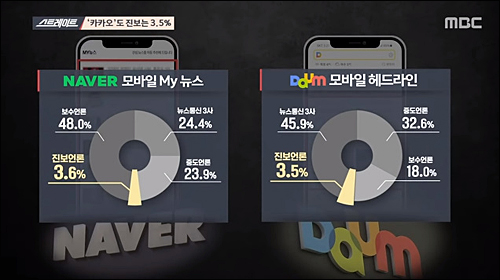 스트레이트
'카카오'도 진보는 3.5%
MBC
MY뉴스
NAVER 모바일 My 뉴스
보수언론
48.0%
뉴스통신 3사
24.4%
진보언론
3.6%
중도언론
23.9%
Daum 모바일 헤드라인
뉴스통신 3사
45.9%
중도언론
32.6%
진보언론
3.5%
보수언론
18.0%
NAVER
Daum